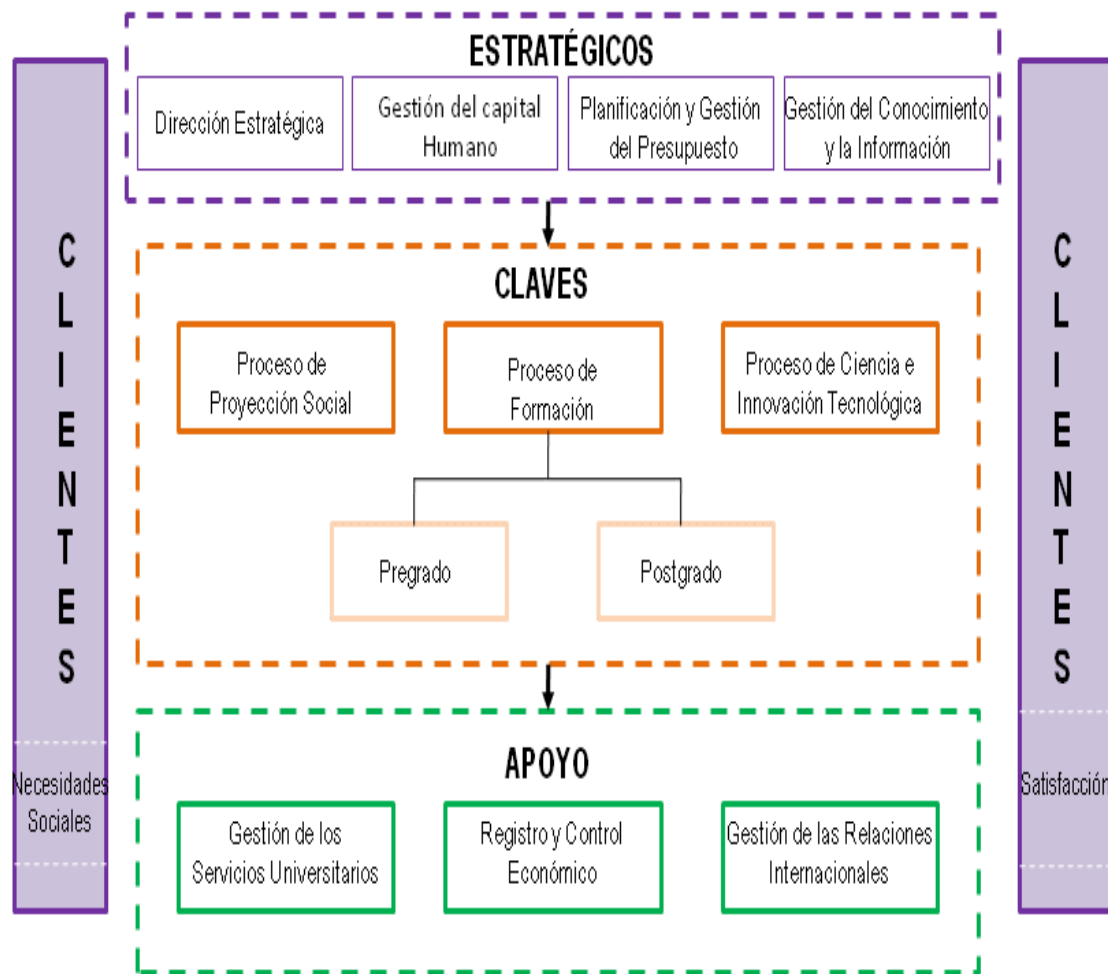 ESTRATÉGICOS
Dirección Estratégica
Gestión del capital
Humano
Planificación y Gestión
del Presupuesto
Gestión del Conocimiento
y la Información
C
L
I
E
N
T
E
S
Necesidades
Sociales
CLAVES
Proceso de
Proyección Social
Proceso de
Formación
Proceso de Ciencia e
Innovación Tecnológica
Pregrado
Postgrado
APOYO
Gestión de los
Servicios Universitarios
Registro y Control
Económico
Gestión de las Relaciones
Internacionales
C
L
I
E
N
T
E
S
Satisfacción